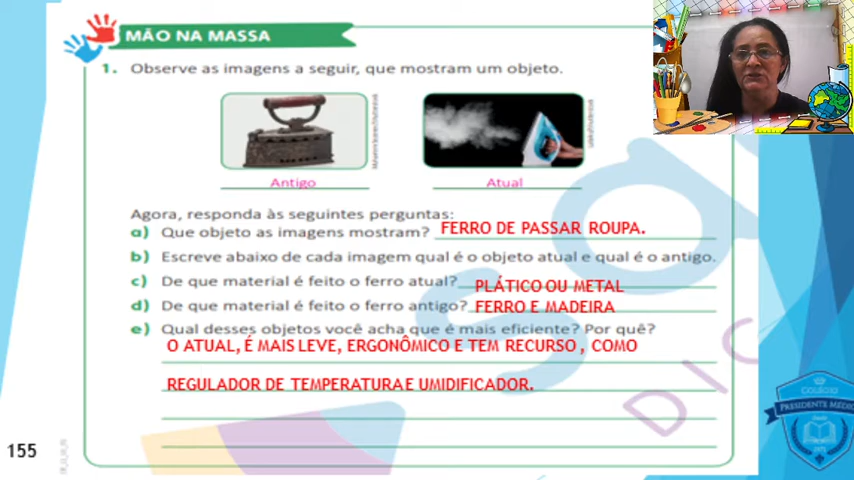 MÃO NA MASSA
1. Observe as imagens a seguir, que mostram um objeto.
Antigo
Atual
Agora, responda às seguintes perguntas:
a) Que objeto as imagens mostram? FERRO DE PASSAR ROUPA.
b) Escreve abaixo de cada imagem qual é o objeto atual e qual é o antigo.
c) De que material é feito o ferro atual? PLÁTICO OU METAL
d) De que material é feito o ferro antigo? FERRO E MADEIRA
e) Qual desses objetos você acha que é mais eficiente? Por quê?
O ATUAL, É MAIS LEVE, ERGONÔMICO E TEM RECURSO , COMO
REGULADOR DE TEMPERATURA E UMIDIFICADOR.
155
COLÉGIO
PRESIDENTE MÉDICI